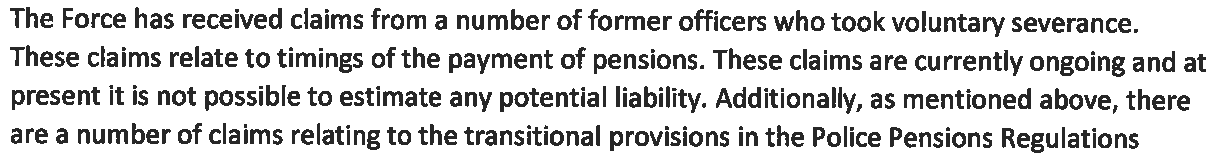 The Force has received claims from a number of former officers who took voluntary severance.
These claims relate to timings of the payment of pensions. These claims are currently ongoing and at
present it is not possible to estimate any potential liability. Additionally, as mentioned above, there
are a number of claims relating to the transitional provisions in the Police Pensions Regulations